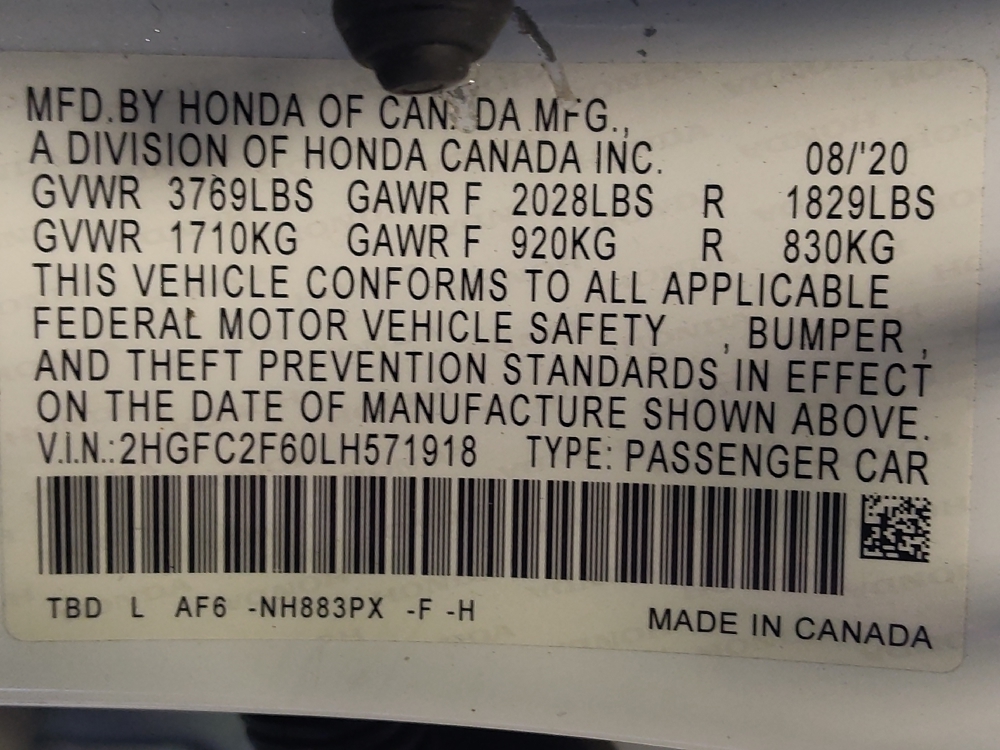 MFD.BY HONDA OF CANADA MFG.,
A DIVISION OF HONDA CANADA INC. 08/'20
GVWR 3769LBS GAWR F 2028LBS R 1829LBS
GVWR 1710KG GAWR F 920KG R 830KG
THIS VEHICLE CONFORMS TO ALL APPLICABLE
FEDERAL MOTOR VEHICLE SAFETY , BUMPER ,
AND THEFT PREVENTION STANDARDS IN EFFECT
ON THE DATE OF MANUFACTURE SHOWN ABOVE.
V.I.N.:2HGFC2F60LH571918 TYPE: PASSENGER CAR
TBD L AF6 -NH883PX -F -H MADE IN CANADA